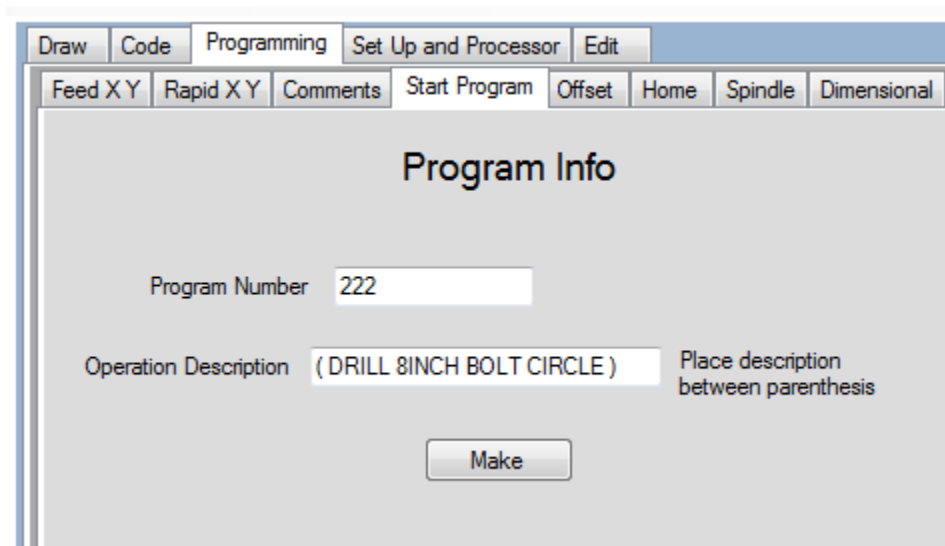 Draw Code Programming Set Up and Processor Edit
Feed X Y Rapid X Y Comments Start Program Offset Home Spindle Dimensional
Program Info
Program Number 222
Operation Description ( DRILL 8INCH BOLT CIRCLE ) Place description
between parenthesis
Make